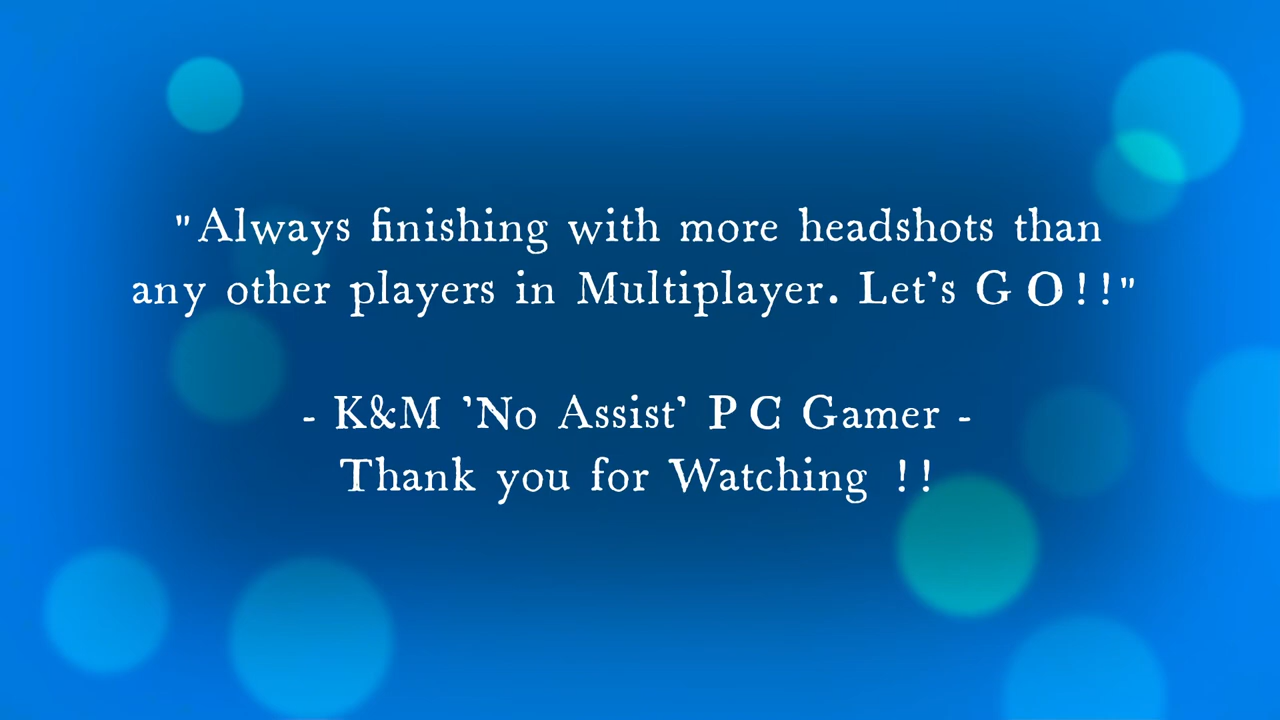 "Always finishing with more headshots than
any other players in Multiplayer. Let's G O ! !"
- K&M 'No Assist' P C Gamer -
Thank you for Watching ! !